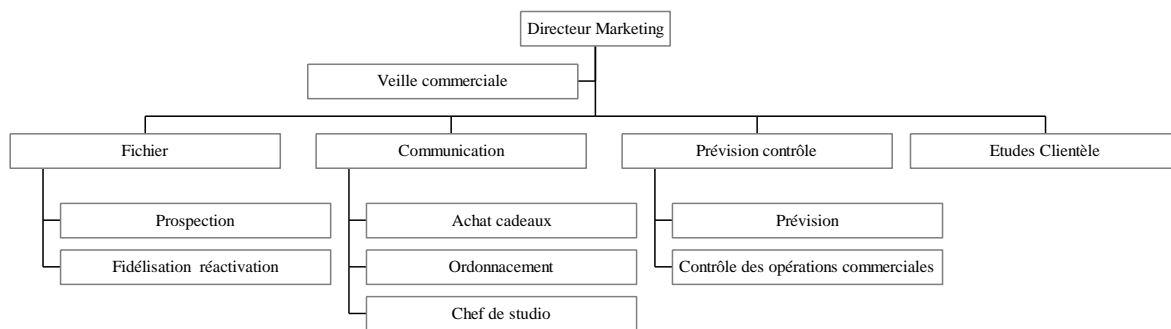 Directeur Marketing
Veille commerciale
Fichier
Communication
Prévision contrôle
Etudes Clientèle
Prospection
Achat cadeaux
Prévision
Fidélisation réactivation
Ordonnacement
Contrôle des opérations commerciales
Chef de studio